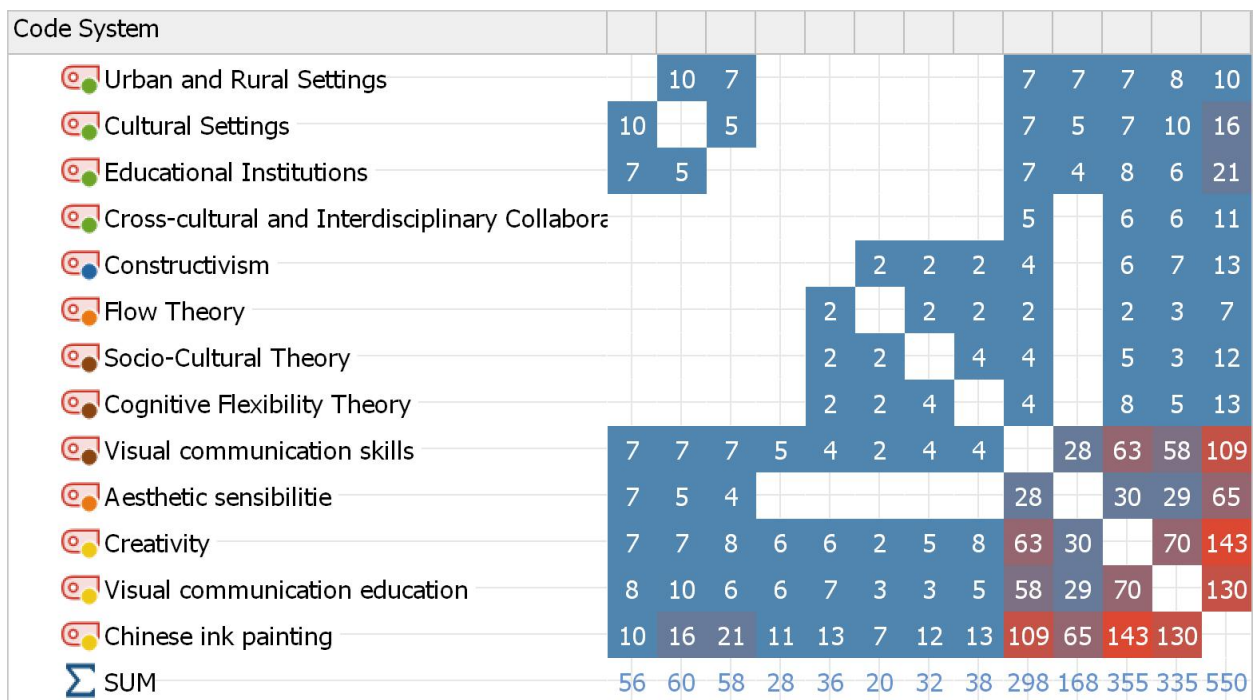 Code System
Urban and Rural Settings 10 7 7 7 7 8 10
Cultural Settings 10 5 7 5 7 10 16
Educational Institutions 7 5 7 4 8 6 21
Cross-cultural and Interdisciplinary Collabora 5 6 6 11
Constructivism 2 2 2 4 6 7 13
Flow Theory 2 2 2 2 2 3 7
Socio-Cultural Theory 2 2 4 4 5 3 12
Cognitive Flexibility Theory 2 2 4 4 8 5 13
Visual communication skills 7 7 7 5 4 2 4 4 28 63 58 109
Aesthetic sensibilitie 7 5 4 28 30 29 65
Creativity 7 7 8 6 6 2 5 8 63 30 70 143
Visual communication education 8 10 6 6 7 3 3 5 58 29 70 130
Chinese ink painting 10 16 21 11 13 7 12 13 109 65 143 130
Σ SUM 56 60 58 28 36 20 32 38 298 168 355 335 550